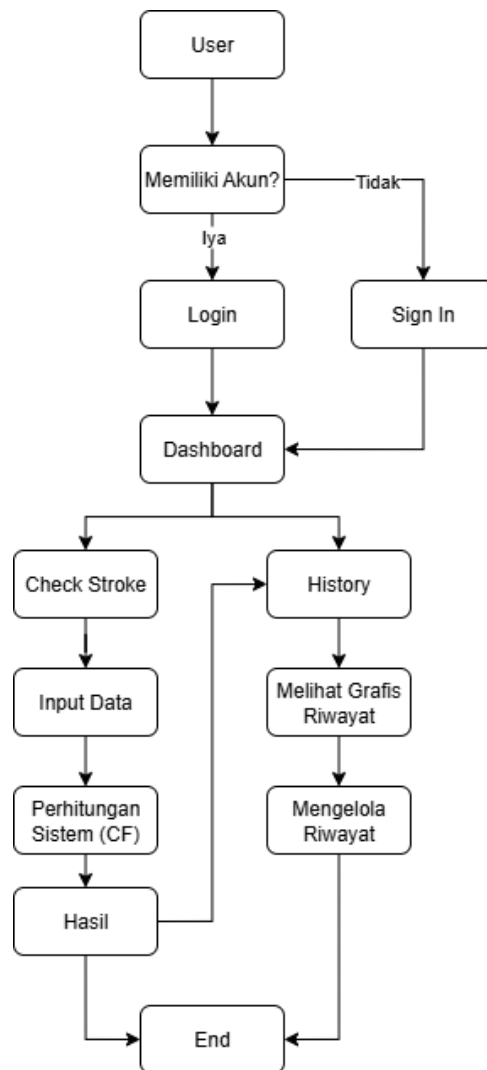 User
Memiliki Akun?
Tidak
Iya
Login
Sign In
Dashboard
Check Stroke
History
Input Data
Melihat Grafis
Riwayat
Perhitungan
Sistem (CF)
Mengelola
Riwayat
Hasil
End